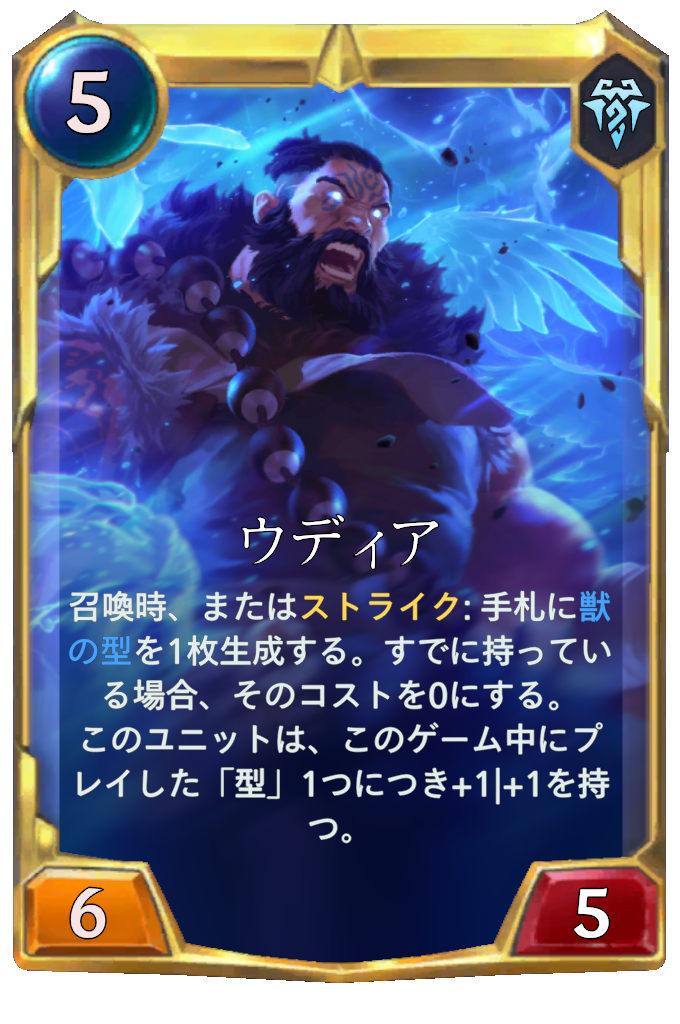 5
ウディア
召喚時、またはストライク: 手札に獣
の型を1枚生成する。すでに持ってい
る場合、そのコストを0にする。
このユニットは、このゲーム中にプ
レイした「型」1つにつき+1|+1を持
つ。
6
5